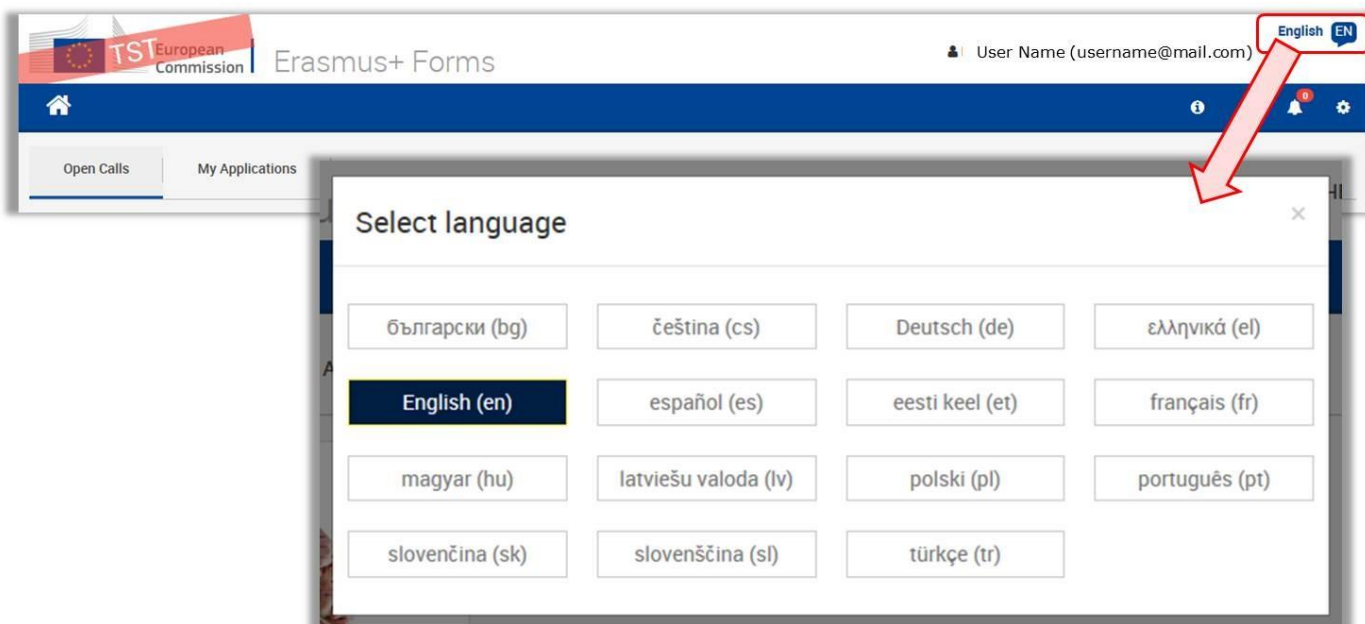 English EN
TST European
Commission
Erasmus+ Forms
User Name (username@mail.com)
0
Open Calls My Applications
Select language ×
български (bg) čeština (cs) Deutsch (de) ελληνικά (el)
English (en) español (es) eesti keel (et) français (fr)
magyar (hu) latviešu valoda (lv) polski (pl) português (pt)
slovenčina (sk) slovenščina (sl) türkçe (tr)